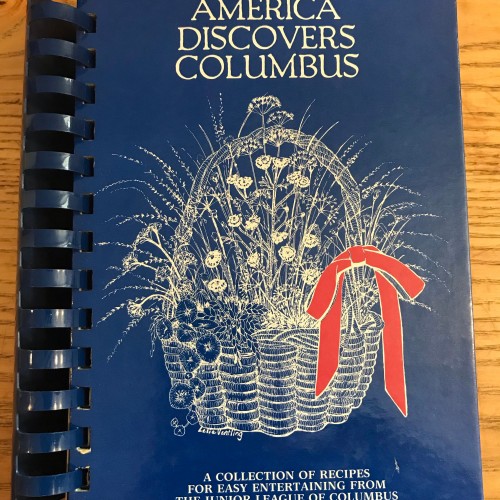 AMERICA
DISCOVERS
COLUMBUS
A COLLECTION OF RECIPES
FOR EASY ENTERTAINING FROM
THE JUNIOR LEAGUE OF COLUMBUS